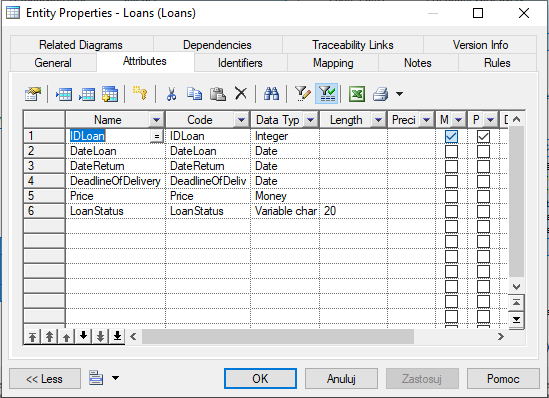 Entity Properties - Loans (Loans)
Related Diagrams Dependencies Traceability Links Version Info
General Attributes Identifiers Mapping Notes Rules
Name Code Data Typ Length Preci M P D
1 IDLoan = IDLoan Integer
2 DateLoan DateLoan Date
3 DateReturn DateReturn Date
4 DeadlineOfDelivery DeadlineOfDeliv Date
5 Price Price Money
6 LoanStatus LoanStatus Variable char 20
<< Less OK Anuluj Zastosuj Pomoc